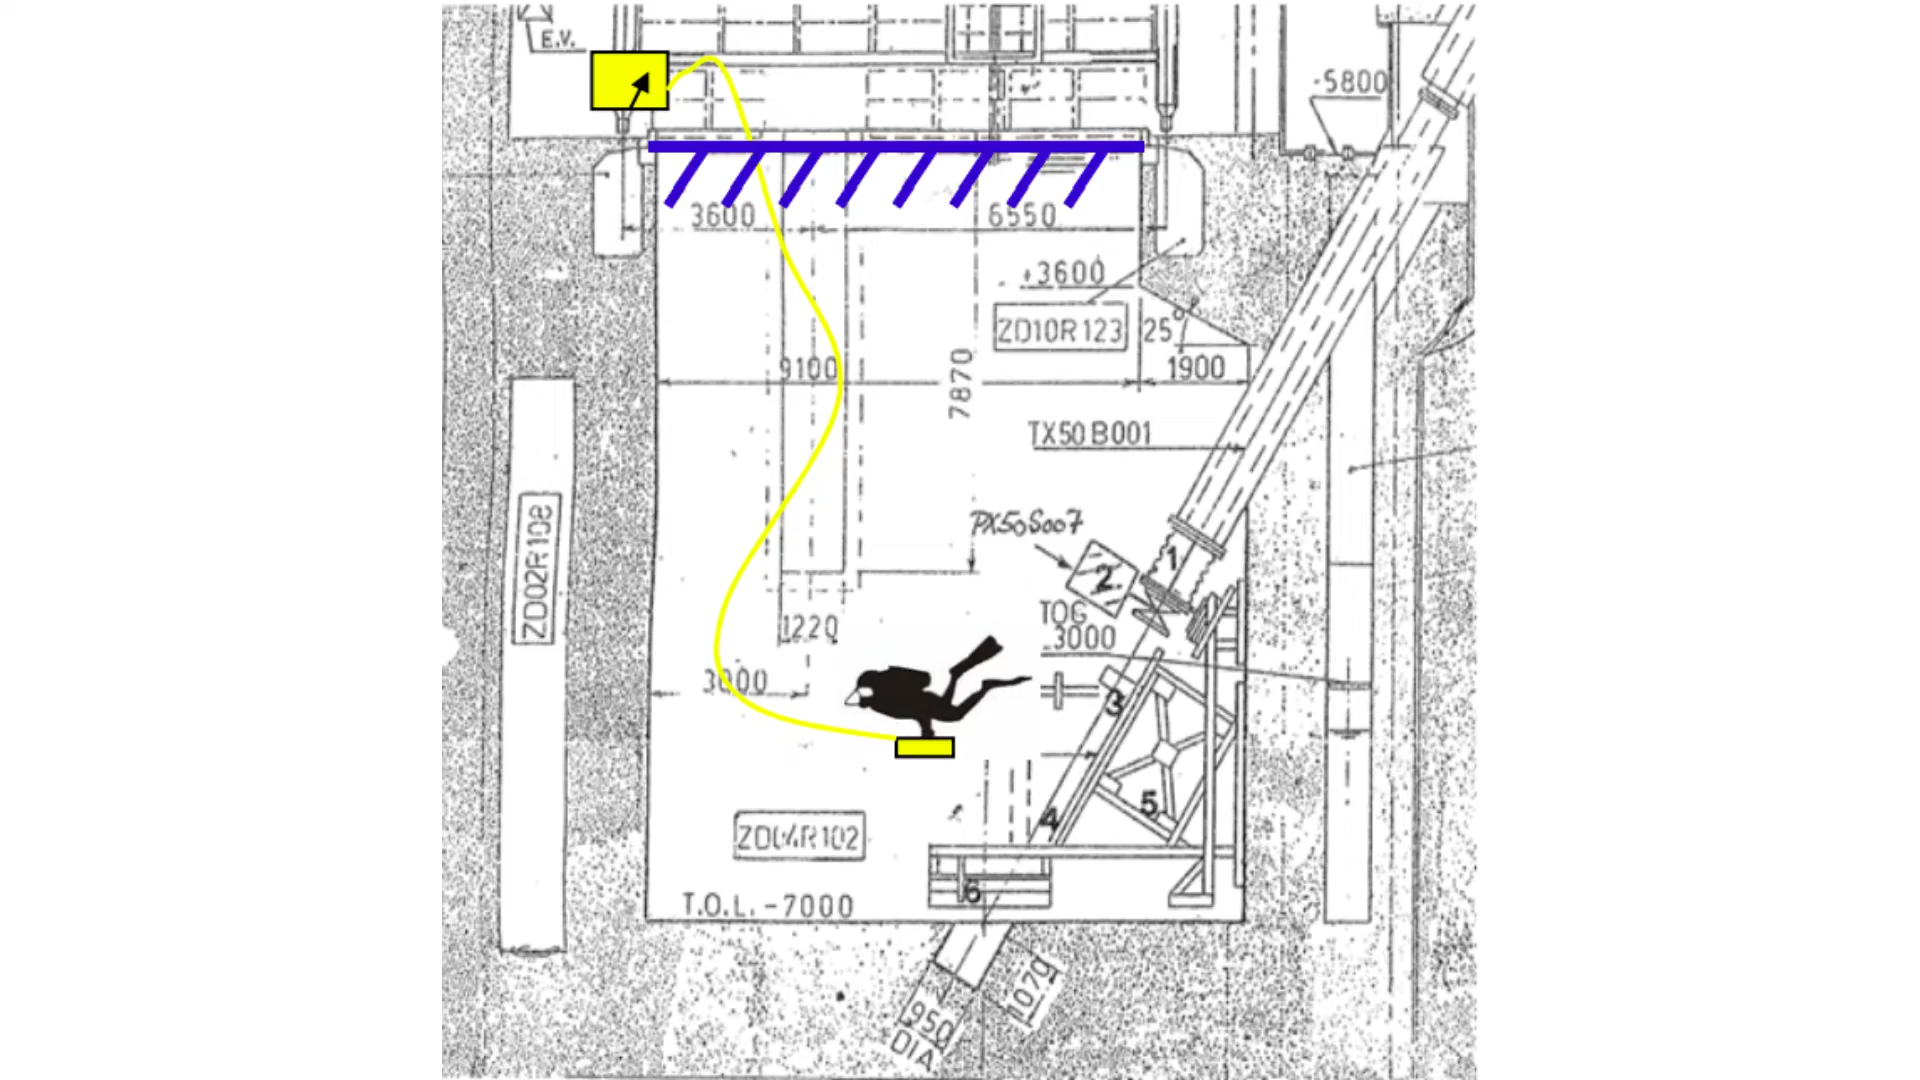 E.V.
-5800
3600
6550
+3600
ZD10R123
25°
9100
7870
1900
TX50B001
ZD02R108
PX50S007
1
2
1220
TOG
-3000
3000
3
4
5
ZD04R102
6
T.O.L. -7000
950
DIA
1070